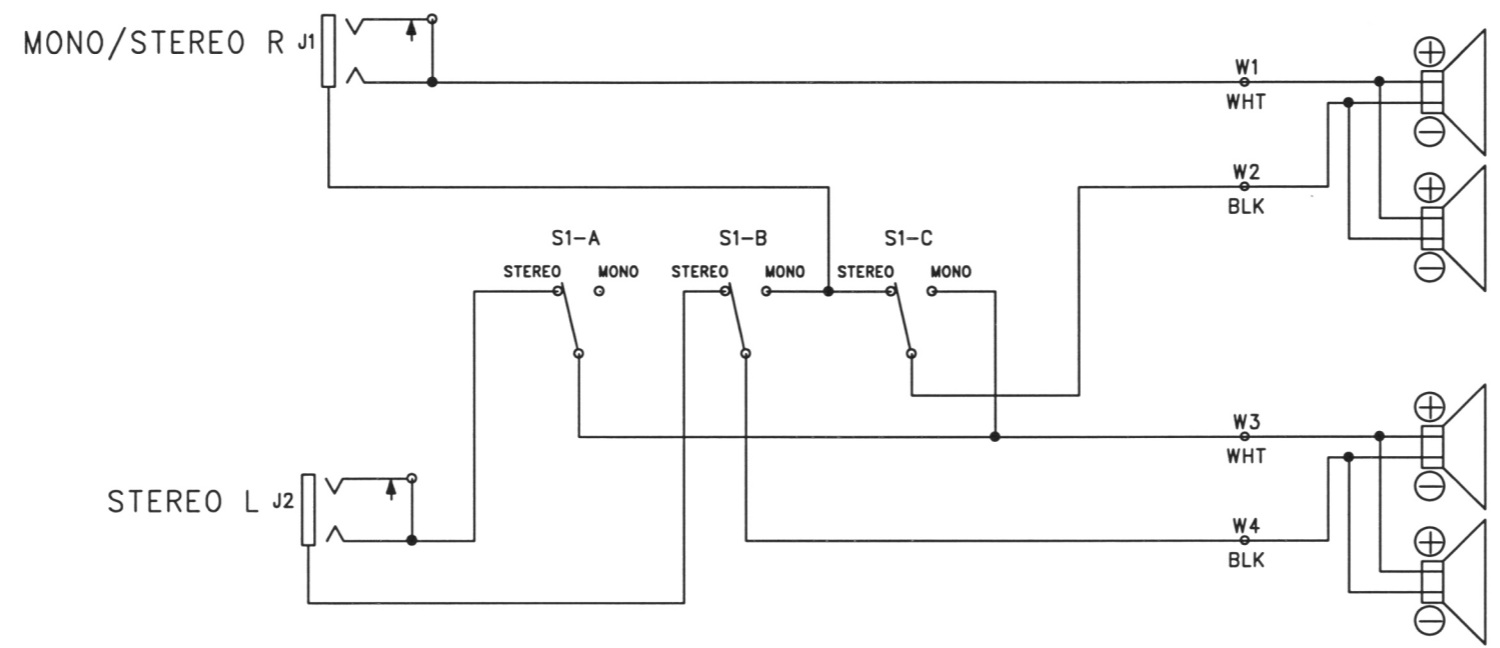 MONO/STEREO R J1
W1
WHT
W2
BLK
S1-A S1-B S1-C
STEREO MONO STEREO MONO STEREO MONO
W3
WHT
STEREO L J2
W4
BLK